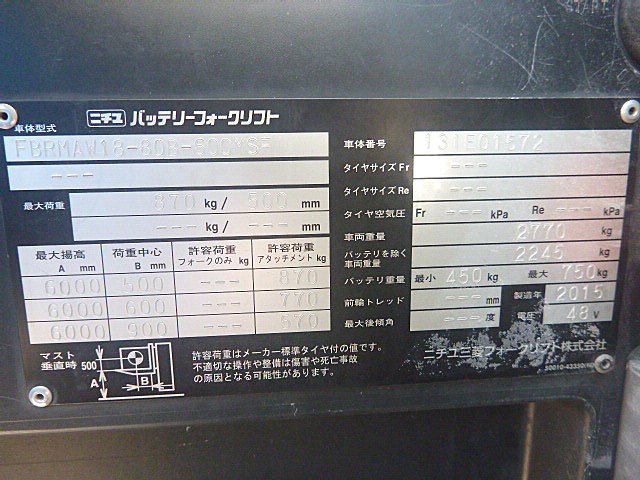 ニチユ バッテリーフォークリフト
車体型式
FBRMAW18-80B-600MSF
---
最大荷重 870 kg/ 500 mm
--- kg/ --- mm
最大揚高 A mm 荷重中心 B mm 許容荷重 フォークのみ kg 許容荷重 アタッチメント kg
6000 500 --- 870
6000 600 --- 770
6000 900 --- 570
マスト垂直時 500 A B
許容荷重はメーカー標準タイヤ付の値です。
不適切な操作や整備は傷害や死亡事故
の原因となる可能性があります。
車体番号 131E01572
タイヤサイズ Fr ---
タイヤサイズ Re ---
タイヤ空気圧 Fr --- kPa Re --- kPa
車両重量 2770 kg
バッテリを除く車両重量 2245 kg
バッテリ重量 最小 450 kg 最大 750 kg
前輪トレッド --- mm 製造年 2015
最大後傾角 --- 度 電圧 48 V
ニチユ三菱フォークリフト株式会社